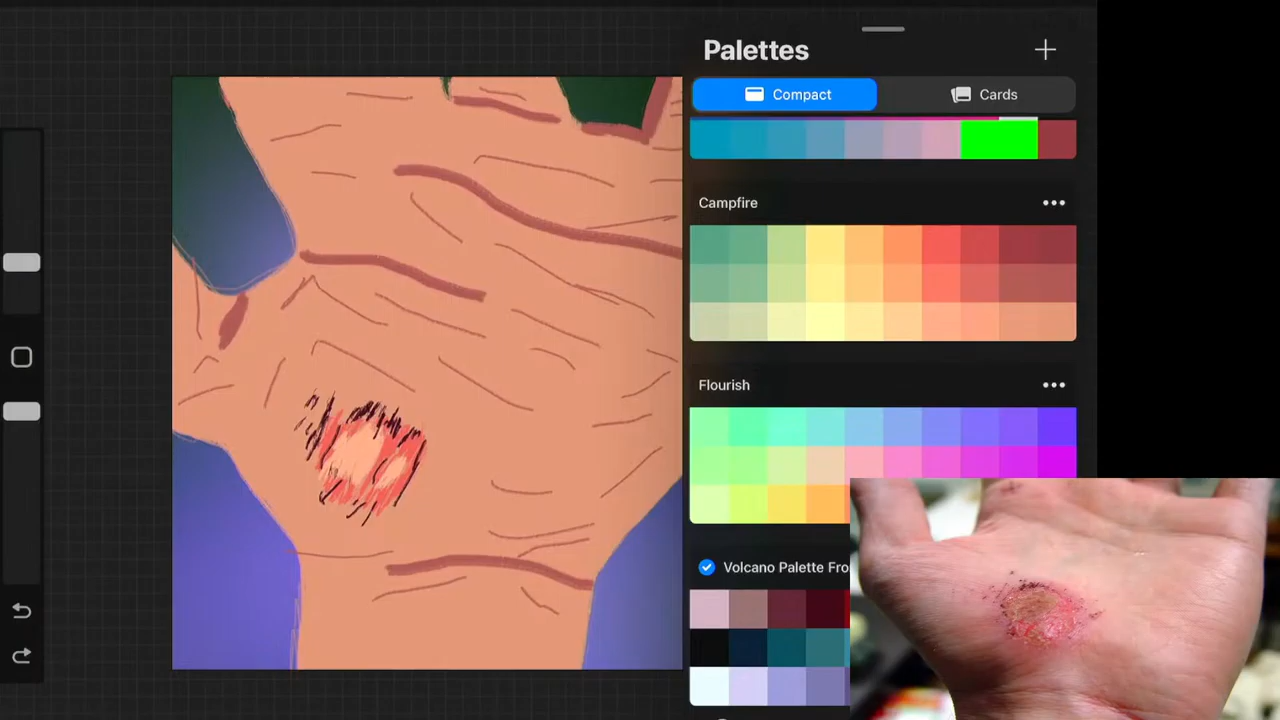 Palettes
Compact
Cards
Campfire
Flourish
Volcano Palette Fro